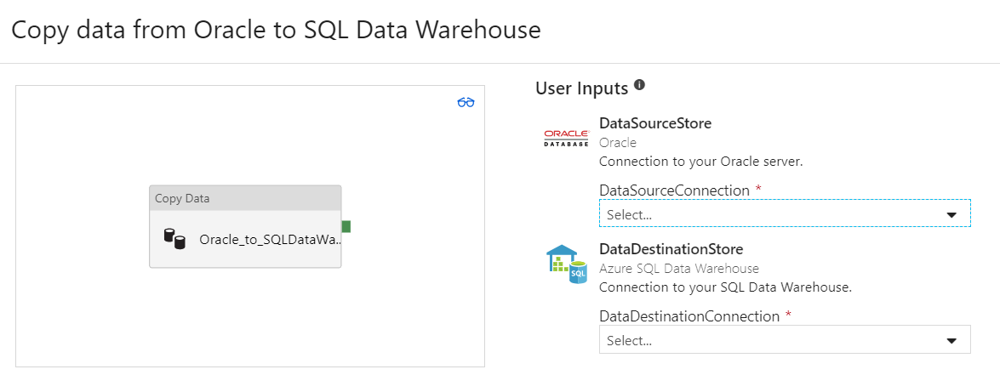 Copy data from Oracle to SQL Data Warehouse
Copy Data
Oracle_to_SQLDataWa..
User Inputs
ORACLE
DATABASE
DataSourceStore
Oracle
Connection to your Oracle server.
DataSourceConnection *
Select...
SQL
DataDestinationStore
Azure SQL Data Warehouse
Connection to your SQL Data Warehouse.
DataDestinationConnection *
Select...